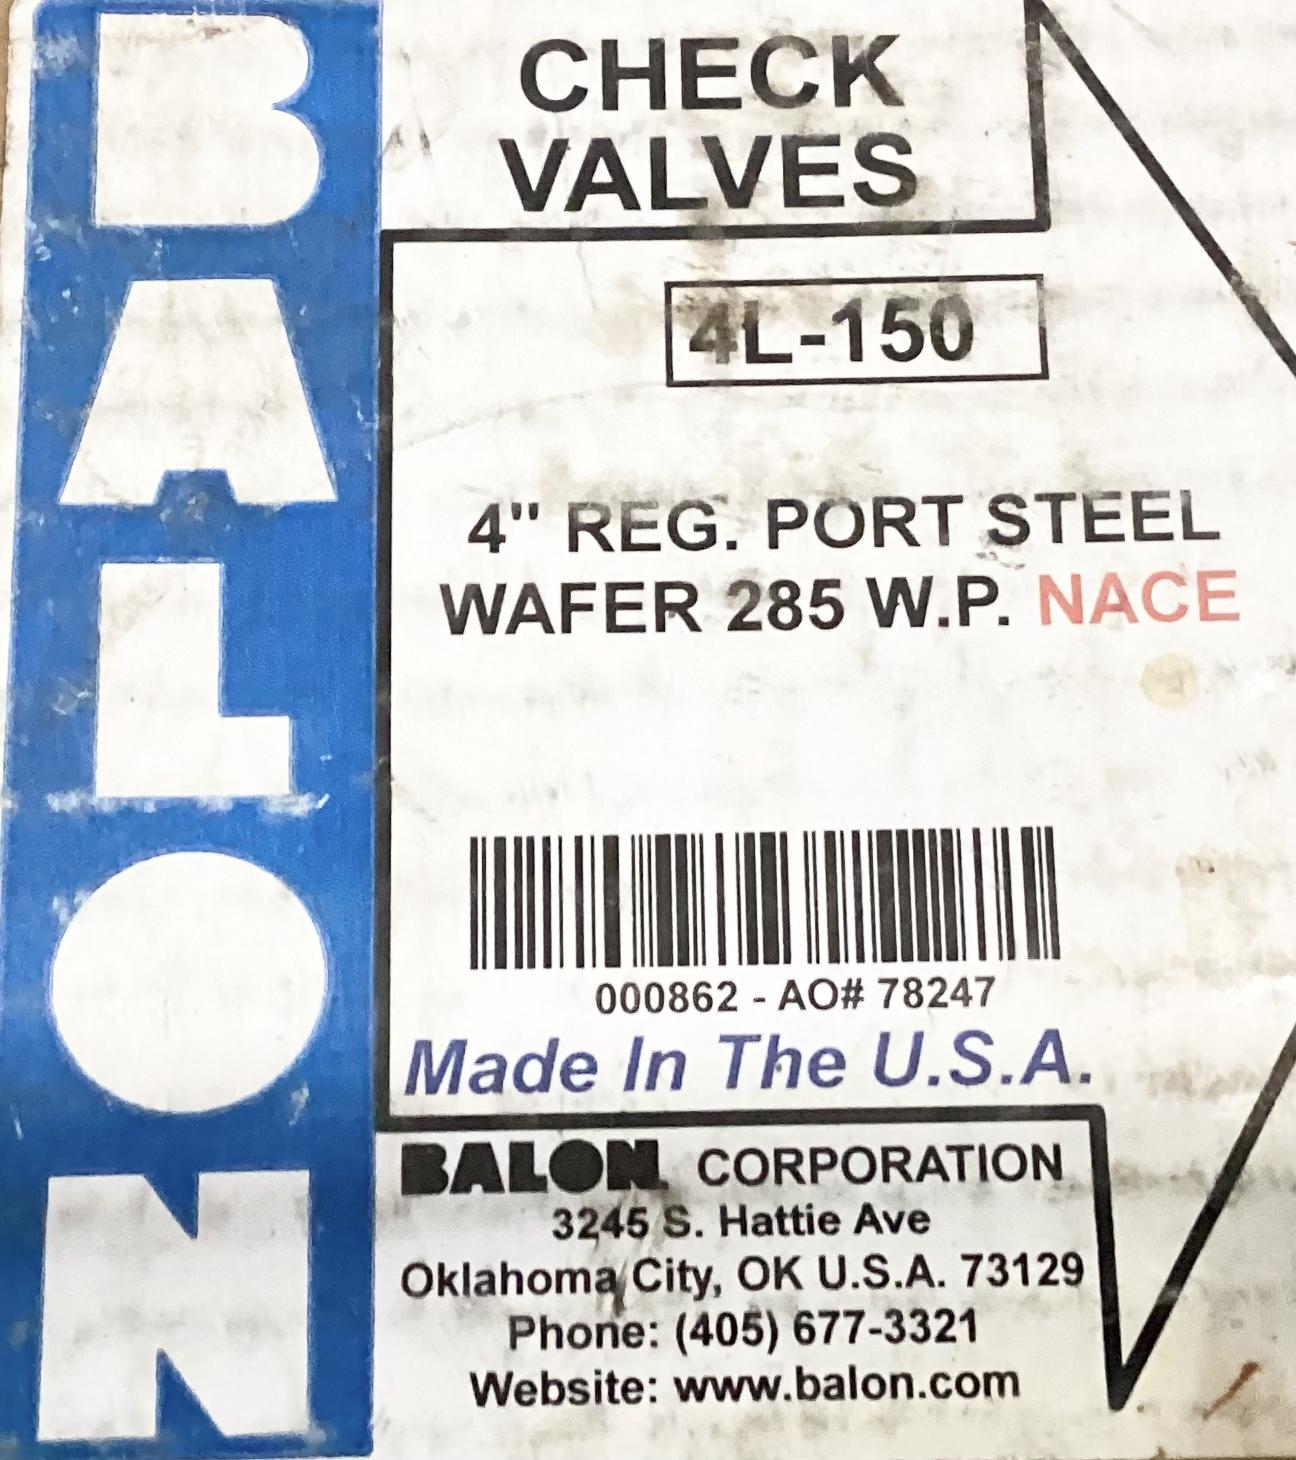 BALON
CHECK
VALVES
4L-150
4" REG. PORT STEEL
WAFER 285 W.P. NACE
000862 - AO# 78247
Made In The U.S.A.
BALON CORPORATION
3245 S. Hattie Ave
Oklahoma City, OK U.S.A. 73129
Phone: (405) 677-3321
Website: www.balon.com